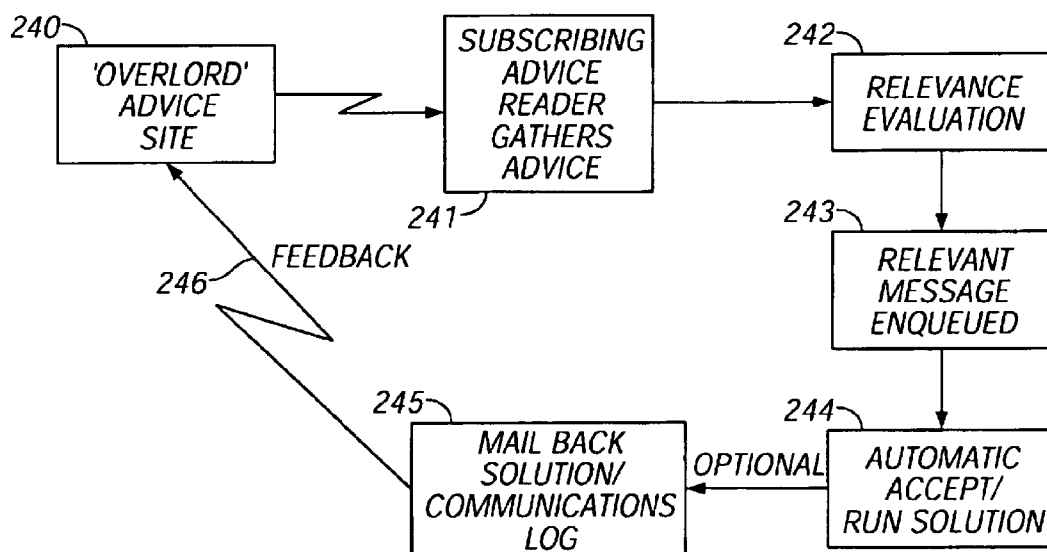 240
'OVERLORD'
ADVICE
SITE
SUBSCRIBING
ADVICE
READER
GATHERS
ADVICE
241
242
RELEVANCE
EVALUATION
243
RELEVANT
MESSAGE
ENQUEUED
244
AUTOMATIC
ACCEPT/
RUN SOLUTION
OPTIONAL
245
MAIL BACK
SOLUTION/
COMMUNICATIONS
LOG
246
FEEDBACK